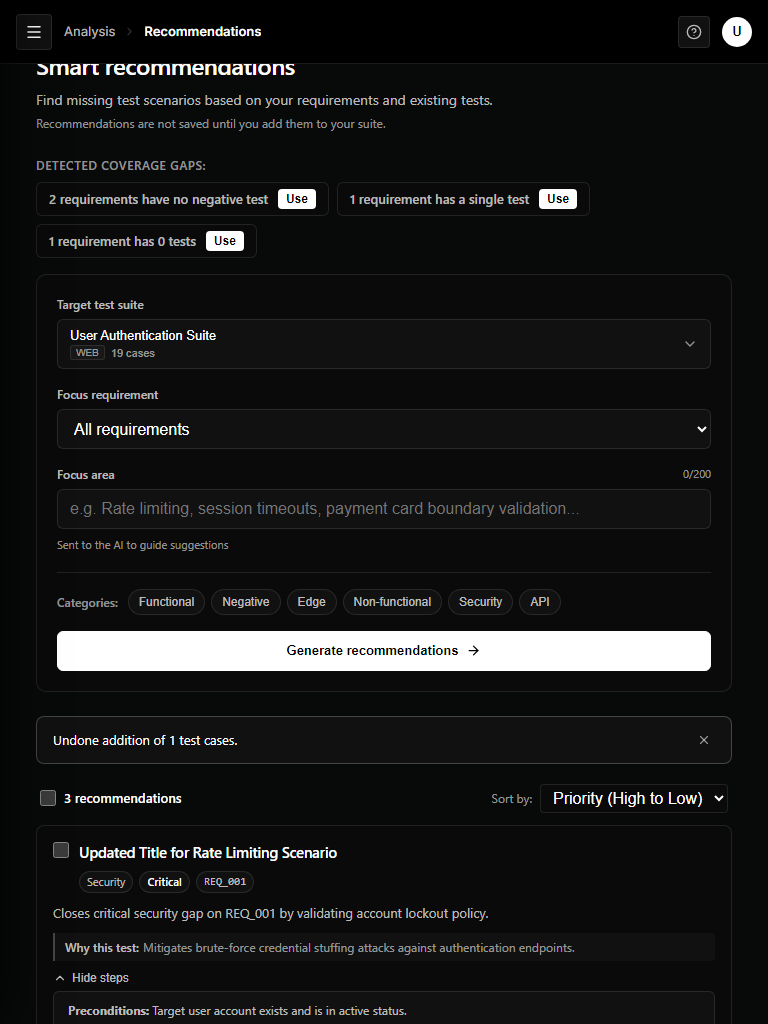 Analysis > Recommendations
U
Smart recommendations
Find missing test scenarios based on your requirements and existing tests.
Recommendations are not saved until you add them to your suite.
DETECTED COVERAGE GAPS:
2 requirements have no negative test Use
1 requirement has a single test Use
1 requirement has 0 tests Use
Target test suite
User Authentication Suite
WEB 19 cases
Focus requirement
All requirements
Focus area 0/200
e.g. Rate limiting, session timeouts, payment card boundary validation...
Sent to the AI to guide suggestions
Categories: Functional Negative Edge Non-functional Security API
Generate recommendations →
Undone addition of 1 test cases. ×
3 recommendations Sort by: Priority (High to Low)
Updated Title for Rate Limiting Scenario
Security Critical REQ_001
Closes critical security gap on REQ_001 by validating account lockout policy.
Why this test: Mitigates brute-force credential stuffing attacks against authentication endpoints.
Hide steps
Preconditions: Target user account exists and is in active status.